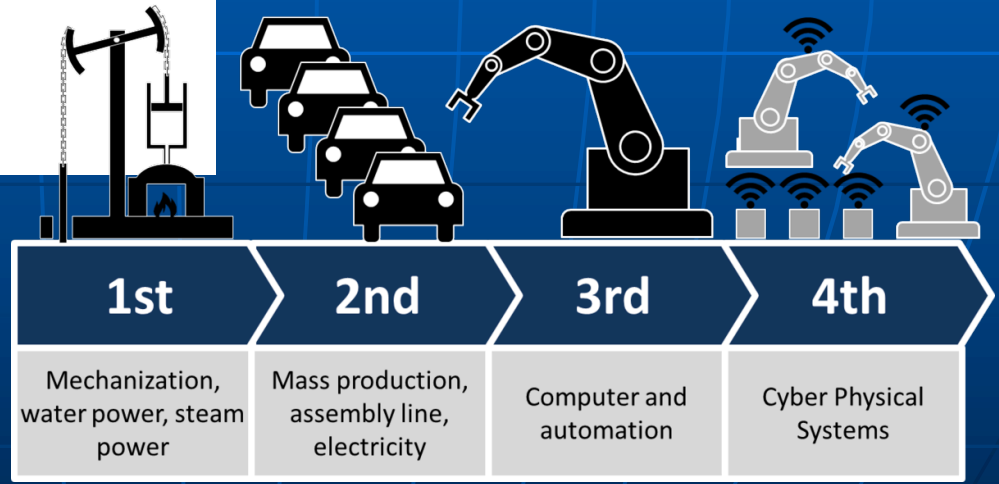 1st
2nd
3rd
4th
Mechanization,
water power, steam
power
Mass production,
assembly line,
electricity
Computer and
automation
Cyber Physical
Systems